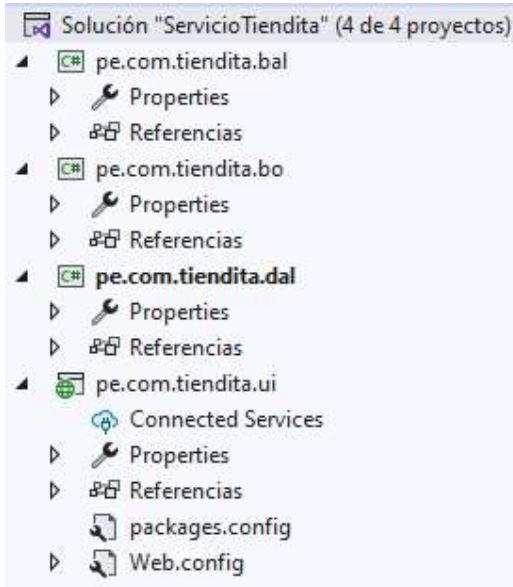 Solución "ServicioTiendita" (4 de 4 proyectos)
C# pe.com.tiendita.bal
Properties
Referencias
C# pe.com.tiendita.bo
Properties
Referencias
C# pe.com.tiendita.dal
Properties
Referencias
pe.com.tiendita.ui
Connected Services
Properties
Referencias
packages.config
Web.config